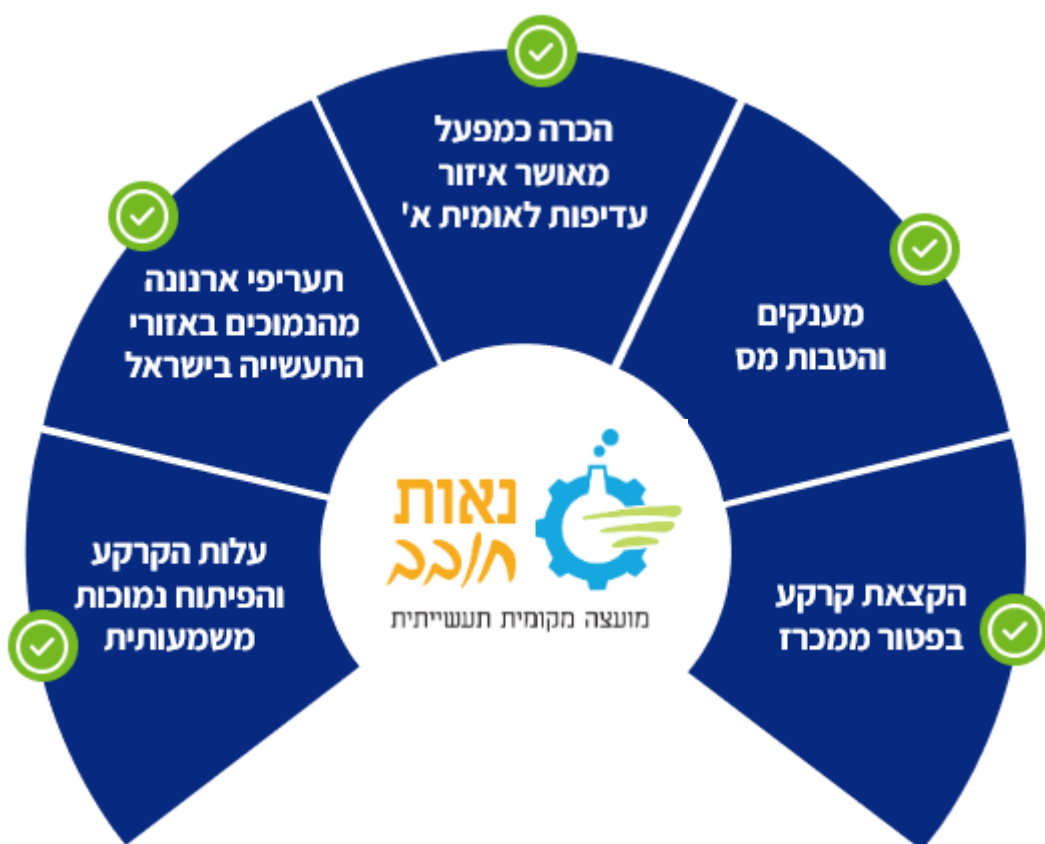 הכרה כמפעל
מאושר איזור
עדיפות לאומית א'
מענקים
והטבות מס
הקצאת קרקע
בפטור ממכרז
תעריפי ארנונה
מהנמוכים באזורי
התעשייה בישראל
עלות הקרקע
והפיתוח נמוכות
משמעותית
נאות
חובב
מועצה מקומית תעשייתית